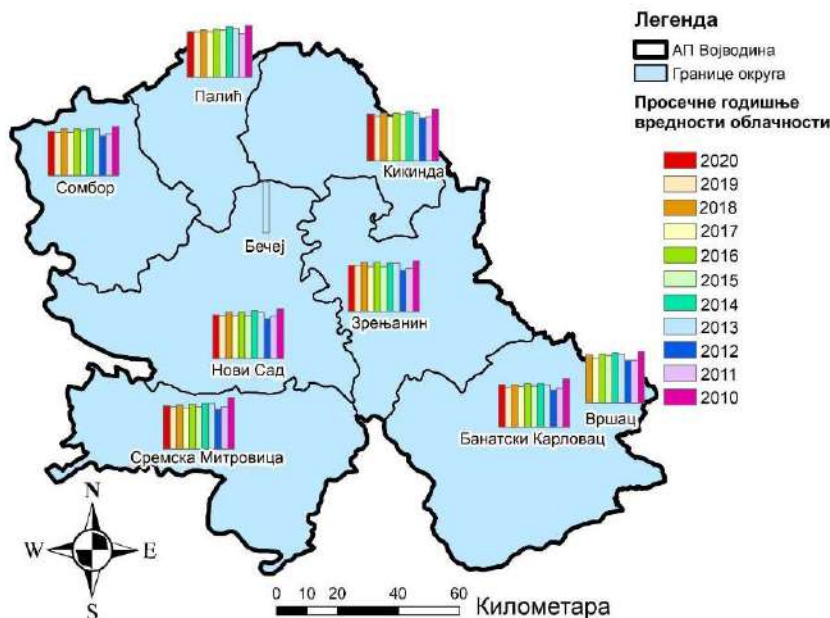 Легенда
АП Војводина
Границе округа
Просечне годишње
вредности облачности
2020
2019
2018
2017
2016
2015
2014
2013
2012
2011
2010
Палић
Сомбор
Кикинда
Бечеј
Зрењанин
Нови Сад
Вршац
Банатски Карловац
Сремска Митровица
N
W
E
S
0 10 20 40 60
Километара